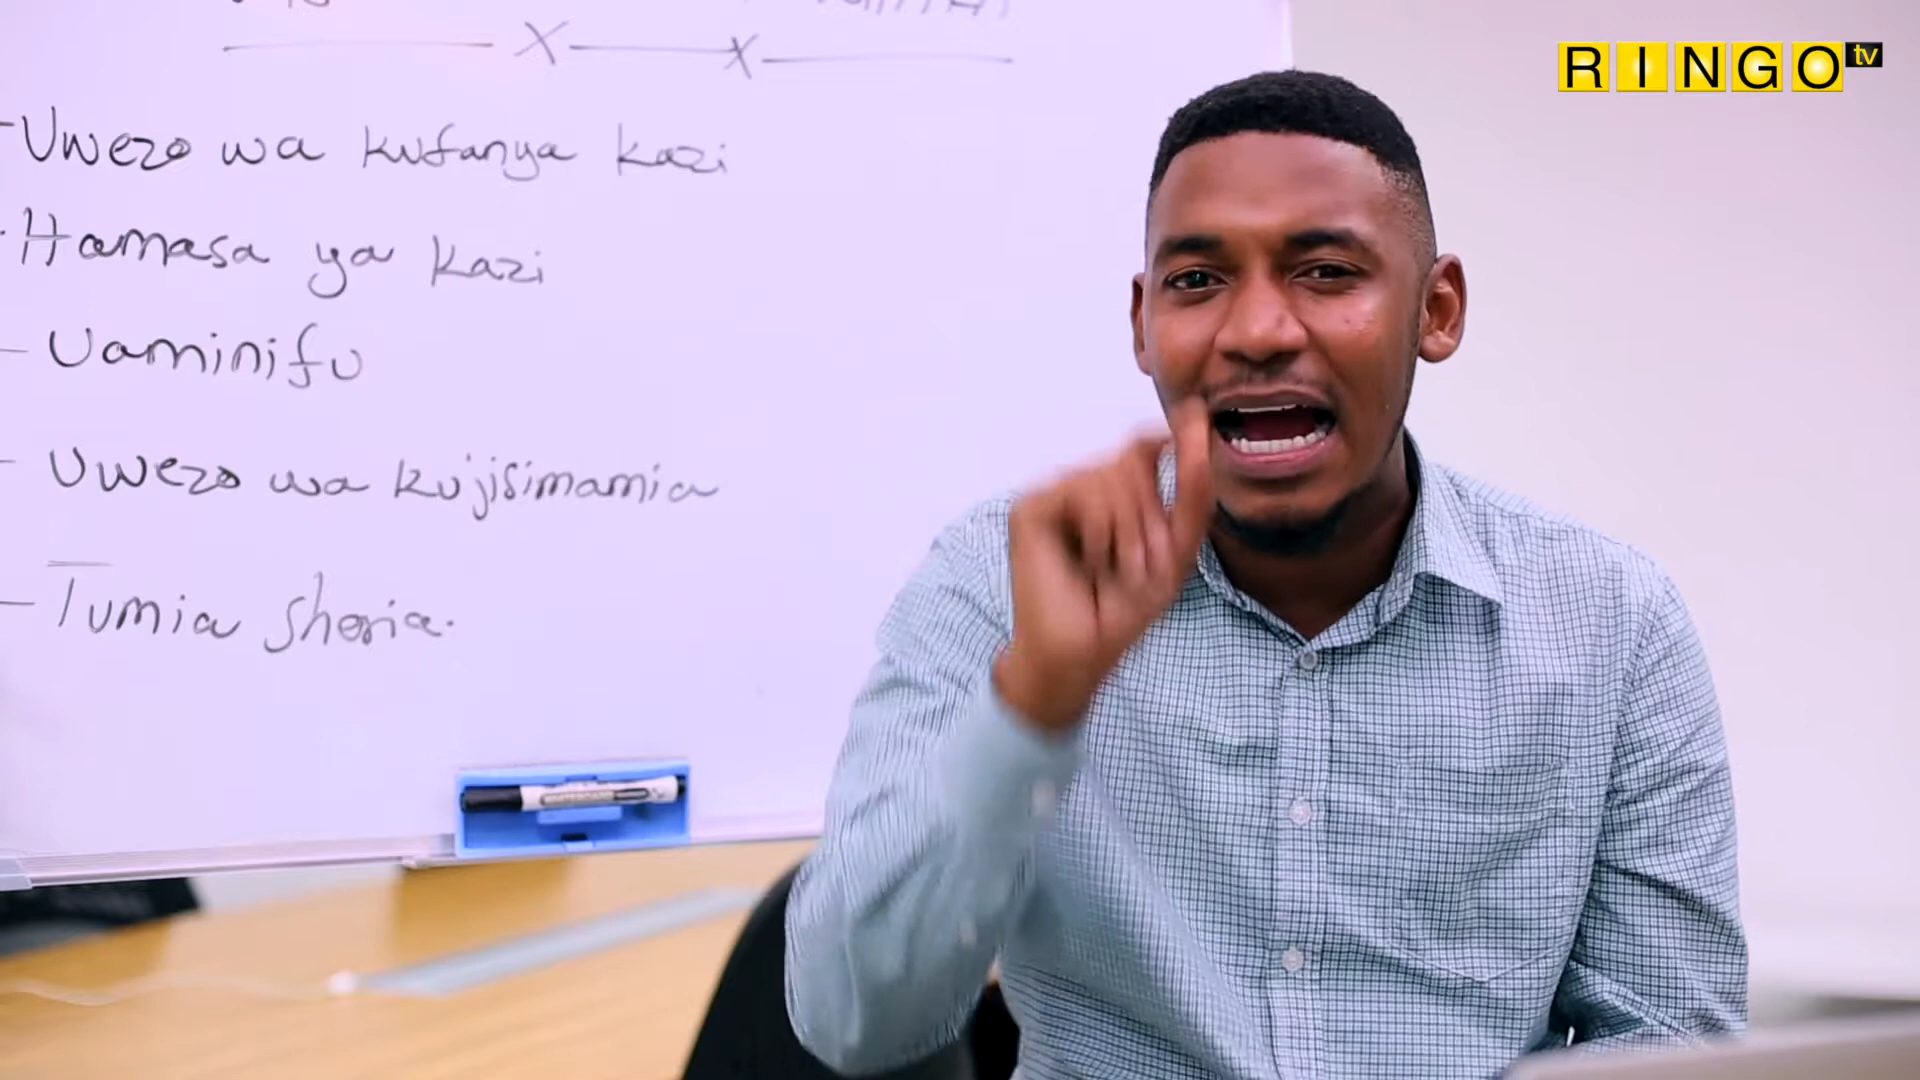 RINGO tv
X X
- Uwezo wa kufanya kazi
- Hamasa ya kazi
- Uaminifu
- Uwezo wa kujisimamia
- Tumia sheria.